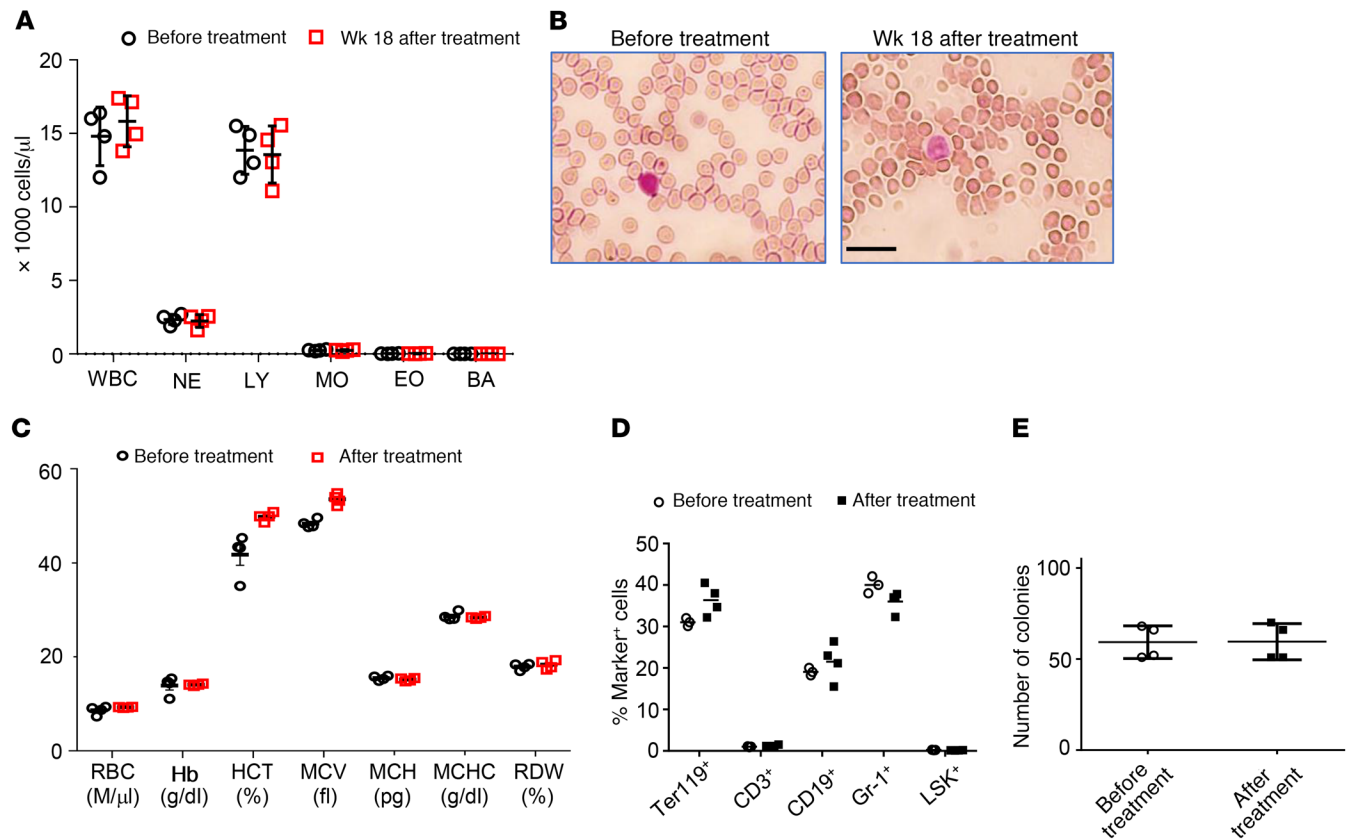 A
Before treatment
Wk 18 after treatment
20
15
10
5
0
× 1000 cells/µl
WBC
NE
LY
MO
EO
BA
B
Before treatment
Wk 18 after treatment
C
Before treatment
After treatment
60
40
20
0
RBC
(M/µl)
Hb
(g/dl)
HCT
(%)
MCV
(fl)
MCH
(pg)
MCHC
(g/dl)
RDW
(%)
D
Before treatment
After treatment
50
40
30
20
10
0
% Marker⁺ cells
Ter119⁺
CD3⁺
CD19⁺
Gr-1⁺
LSK⁺
E
100
50
0
Number of colonies
Before
treatment
After
treatment